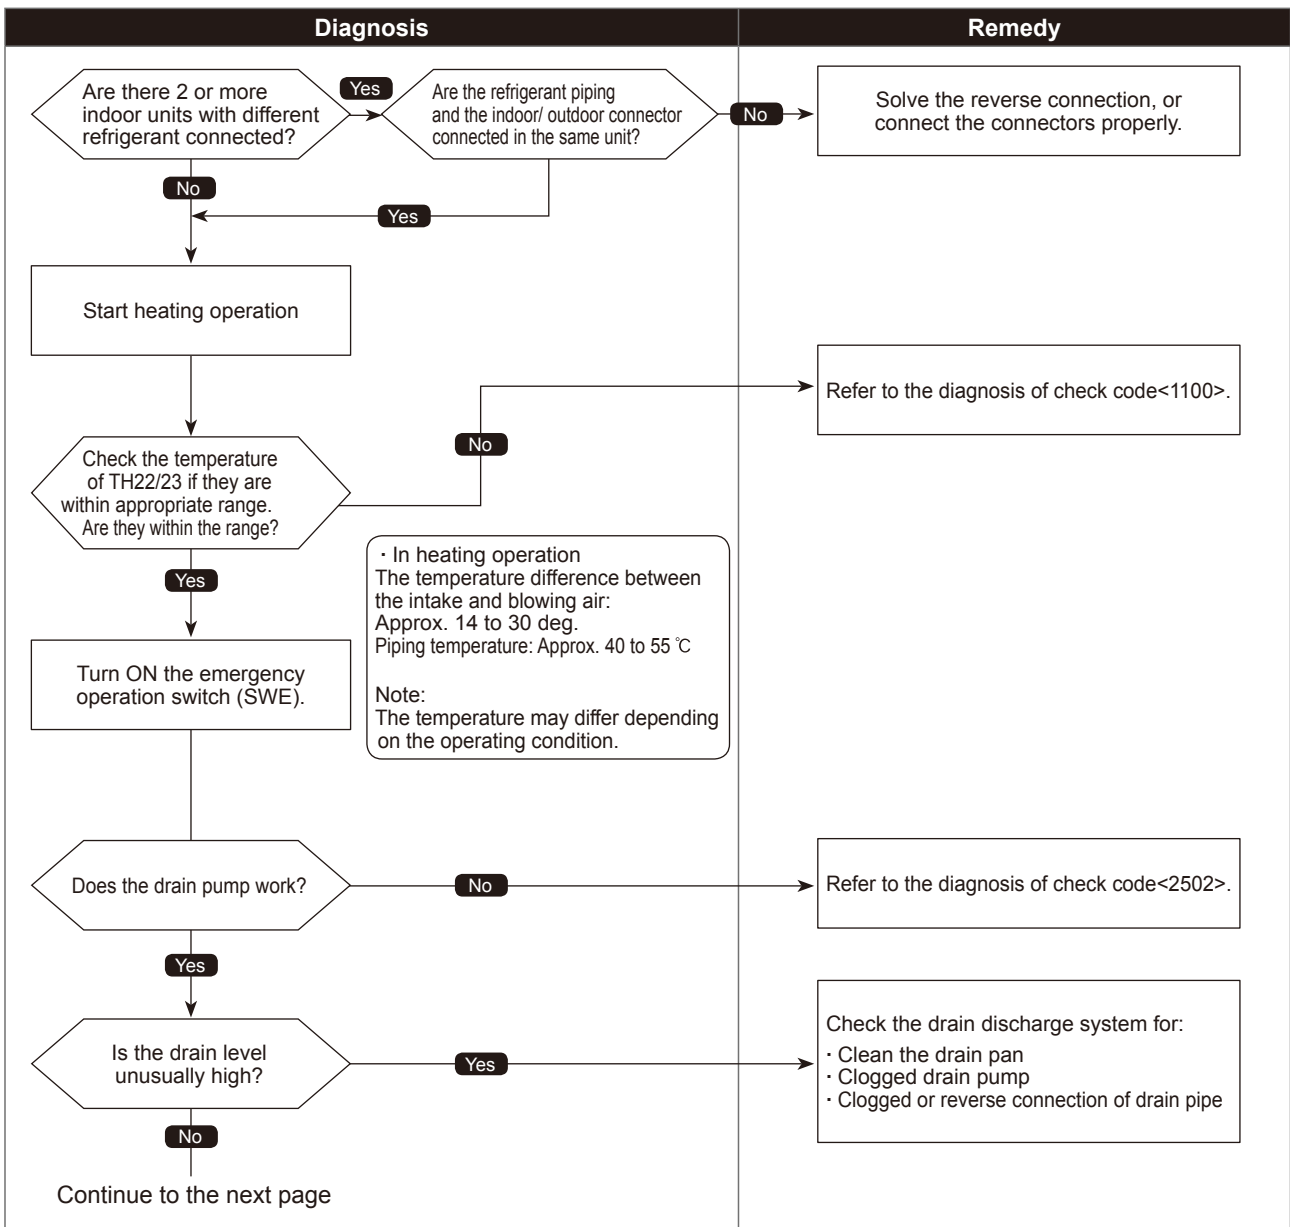 Diagnosis
Remedy
Are there 2 or more
indoor units with different
refrigerant connected?
Yes
Are the refrigerant piping
and the indoor/ outdoor connector
connected in the same unit?
No
Solve the reverse connection, or
connect the connectors properly.
No
Yes
Start heating operation
Refer to the diagnosis of check code<1100>.
No
Check the temperature
of TH22/23 if they are
within appropriate range.
Are they within the range?
Yes
· In heating operation
The temperature difference between
the intake and blowing air:
Approx. 14 to 30 deg.
Piping temperature: Approx. 40 to 55 ℃
Note:
The temperature may differ depending
on the operating condition.
Turn ON the emergency
operation switch (SWE).
Does the drain pump work?
No
Refer to the diagnosis of check code<2502>.
Yes
Is the drain level
unusually high?
Yes
Check the drain discharge system for:
· Clean the drain pan
· Clogged drain pump
· Clogged or reverse connection of drain pipe
No
Continue to the next page